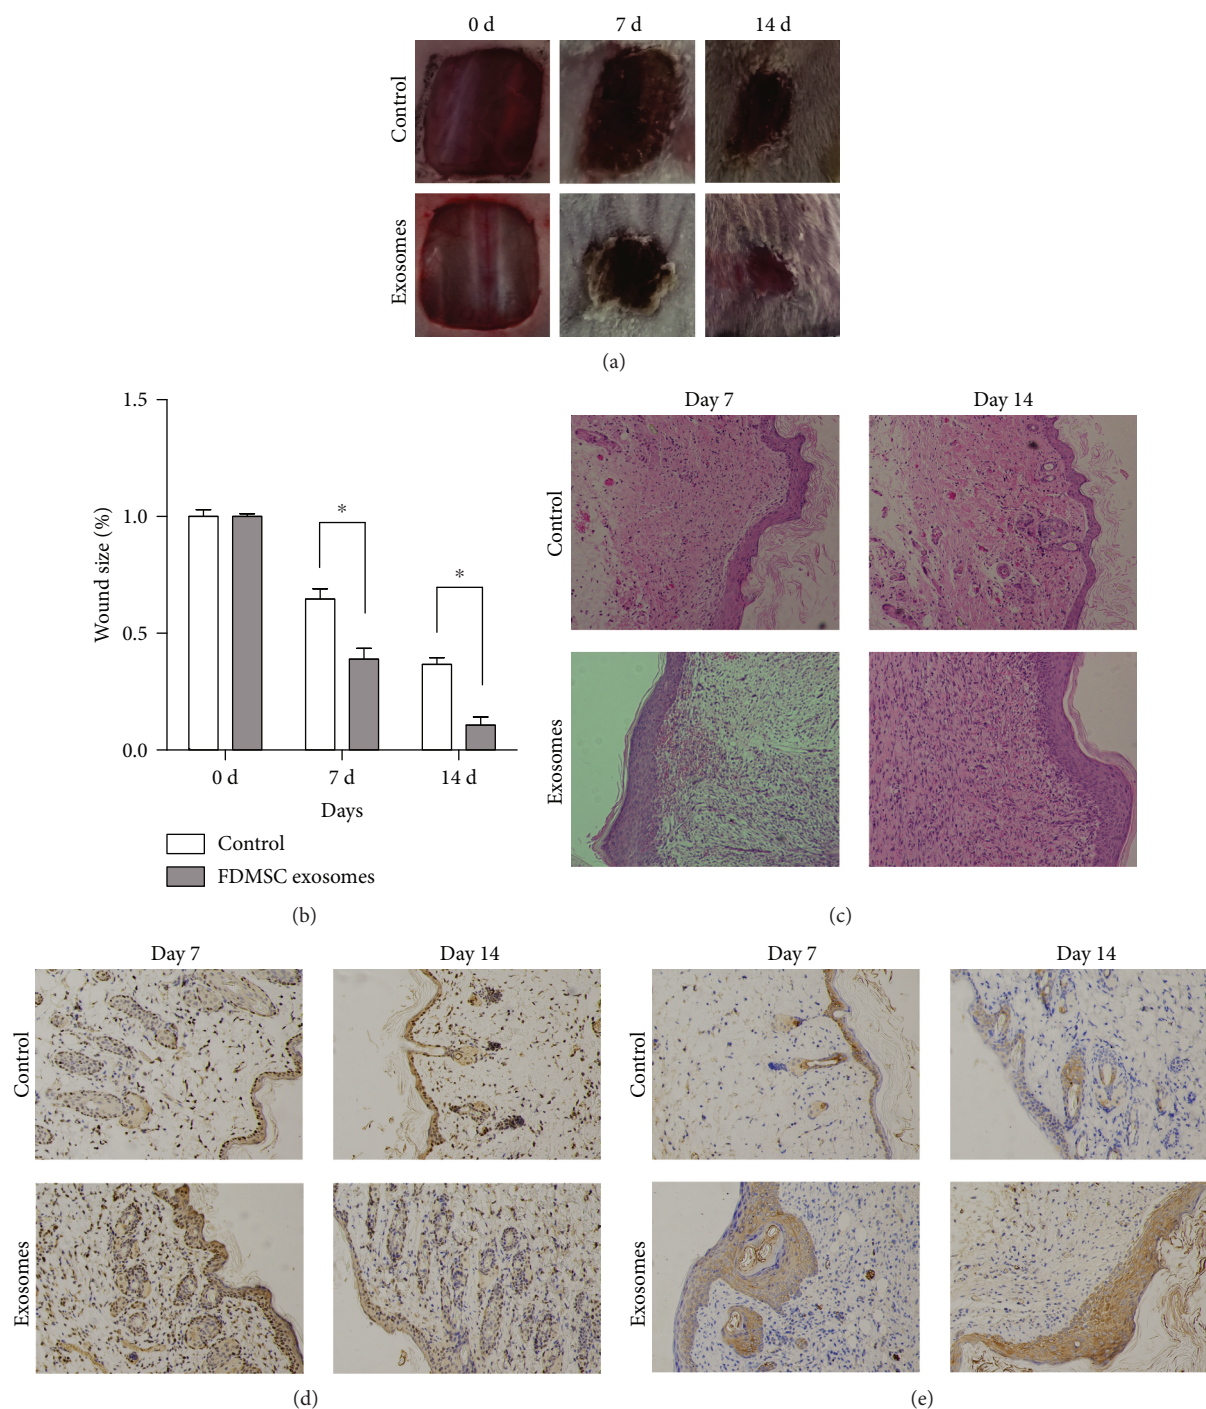 0 d
7 d
14 d
Control
Exosomes
(a)
1.5
1.0
0.5
0.0
Wound size (%)
*
*
0 d
7 d
14 d
Days
Control
FDMSC exosomes
(b)
Day 7
Day 14
Control
Exosomes
(c)
Day 7
Day 14
Control
Exosomes
(d)
Day 7
Day 14
Control
Exosomes
(e)